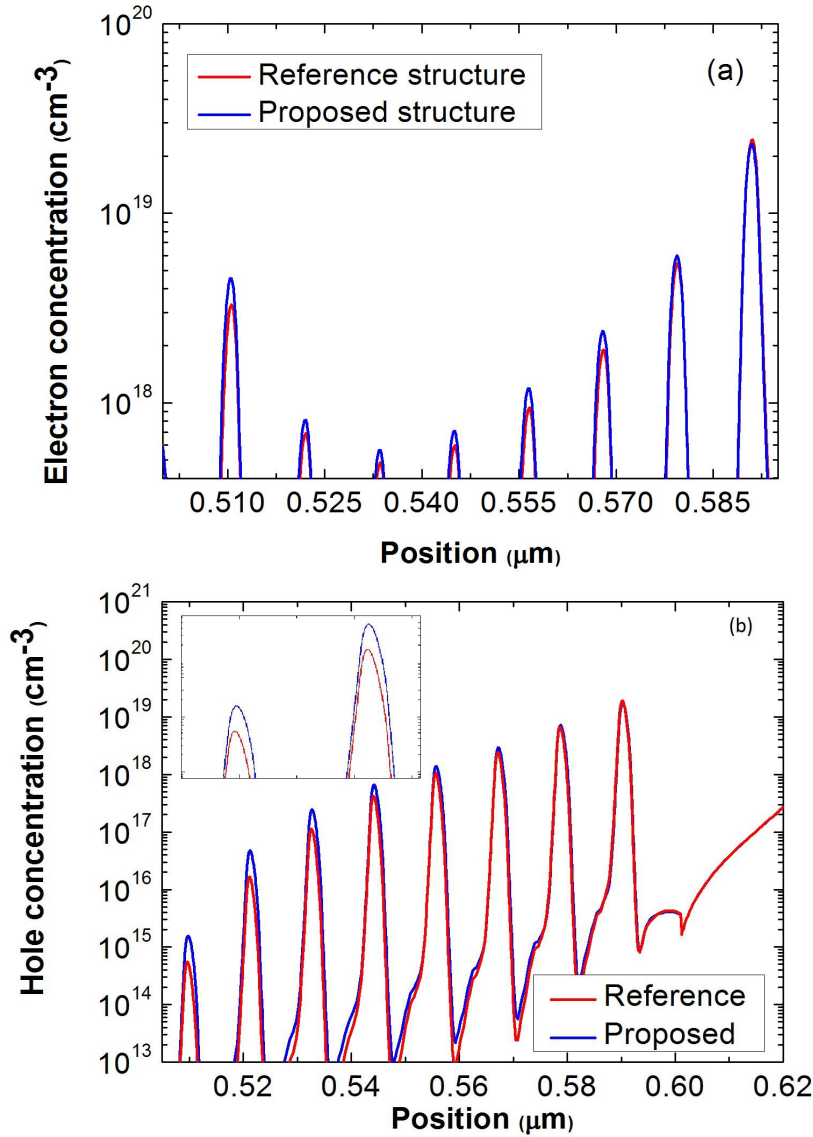 10^20
Reference structure
Proposed structure
(a)
Electron concentration (cm^-3)
10^19
10^18
0.510 0.525 0.540 0.555 0.570 0.585
Position (μm)
10^21
(b)
10^20
10^19
10^18
10^17
10^16
10^15
10^14
10^13
Hole concentration (cm^-3)
Reference
Proposed
0.52 0.54 0.56 0.58 0.60 0.62
Position (μm)